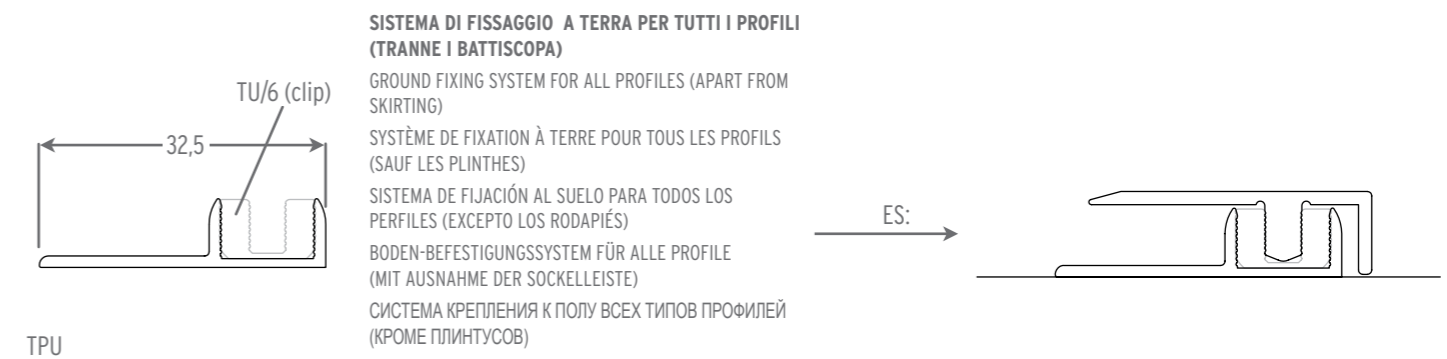 TU/6 (clip)
32,5
TPU
SISTEMA DI FISSAGGIO A TERRA PER TUTTI I PROFILI
(TRANNE I BATTISCOPA)
GROUND FIXING SYSTEM FOR ALL PROFILES (APART FROM
SKIRTING)
SYSTÈME DE FIXATION À TERRE POUR TOUS LES PROFILS
(SAUF LES PLINTHES)
SISTEMA DE FIJACIÓN AL SUELO PARA TODOS LOS
PERFILES (EXCEPTO LOS RODAPIÉS)
BODEN-BEFESTIGUNGSSYSTEM FÜR ALLE PROFILE
(MIT AUSNAHME DER SOCKELLEISTE)
СИСТЕМА КРЕПЛЕНИЯ К ПОЛУ ВСЕХ ТИПОВ ПРОФИЛЕЙ
(КРОМЕ ПЛИНТУСОВ)
ES: